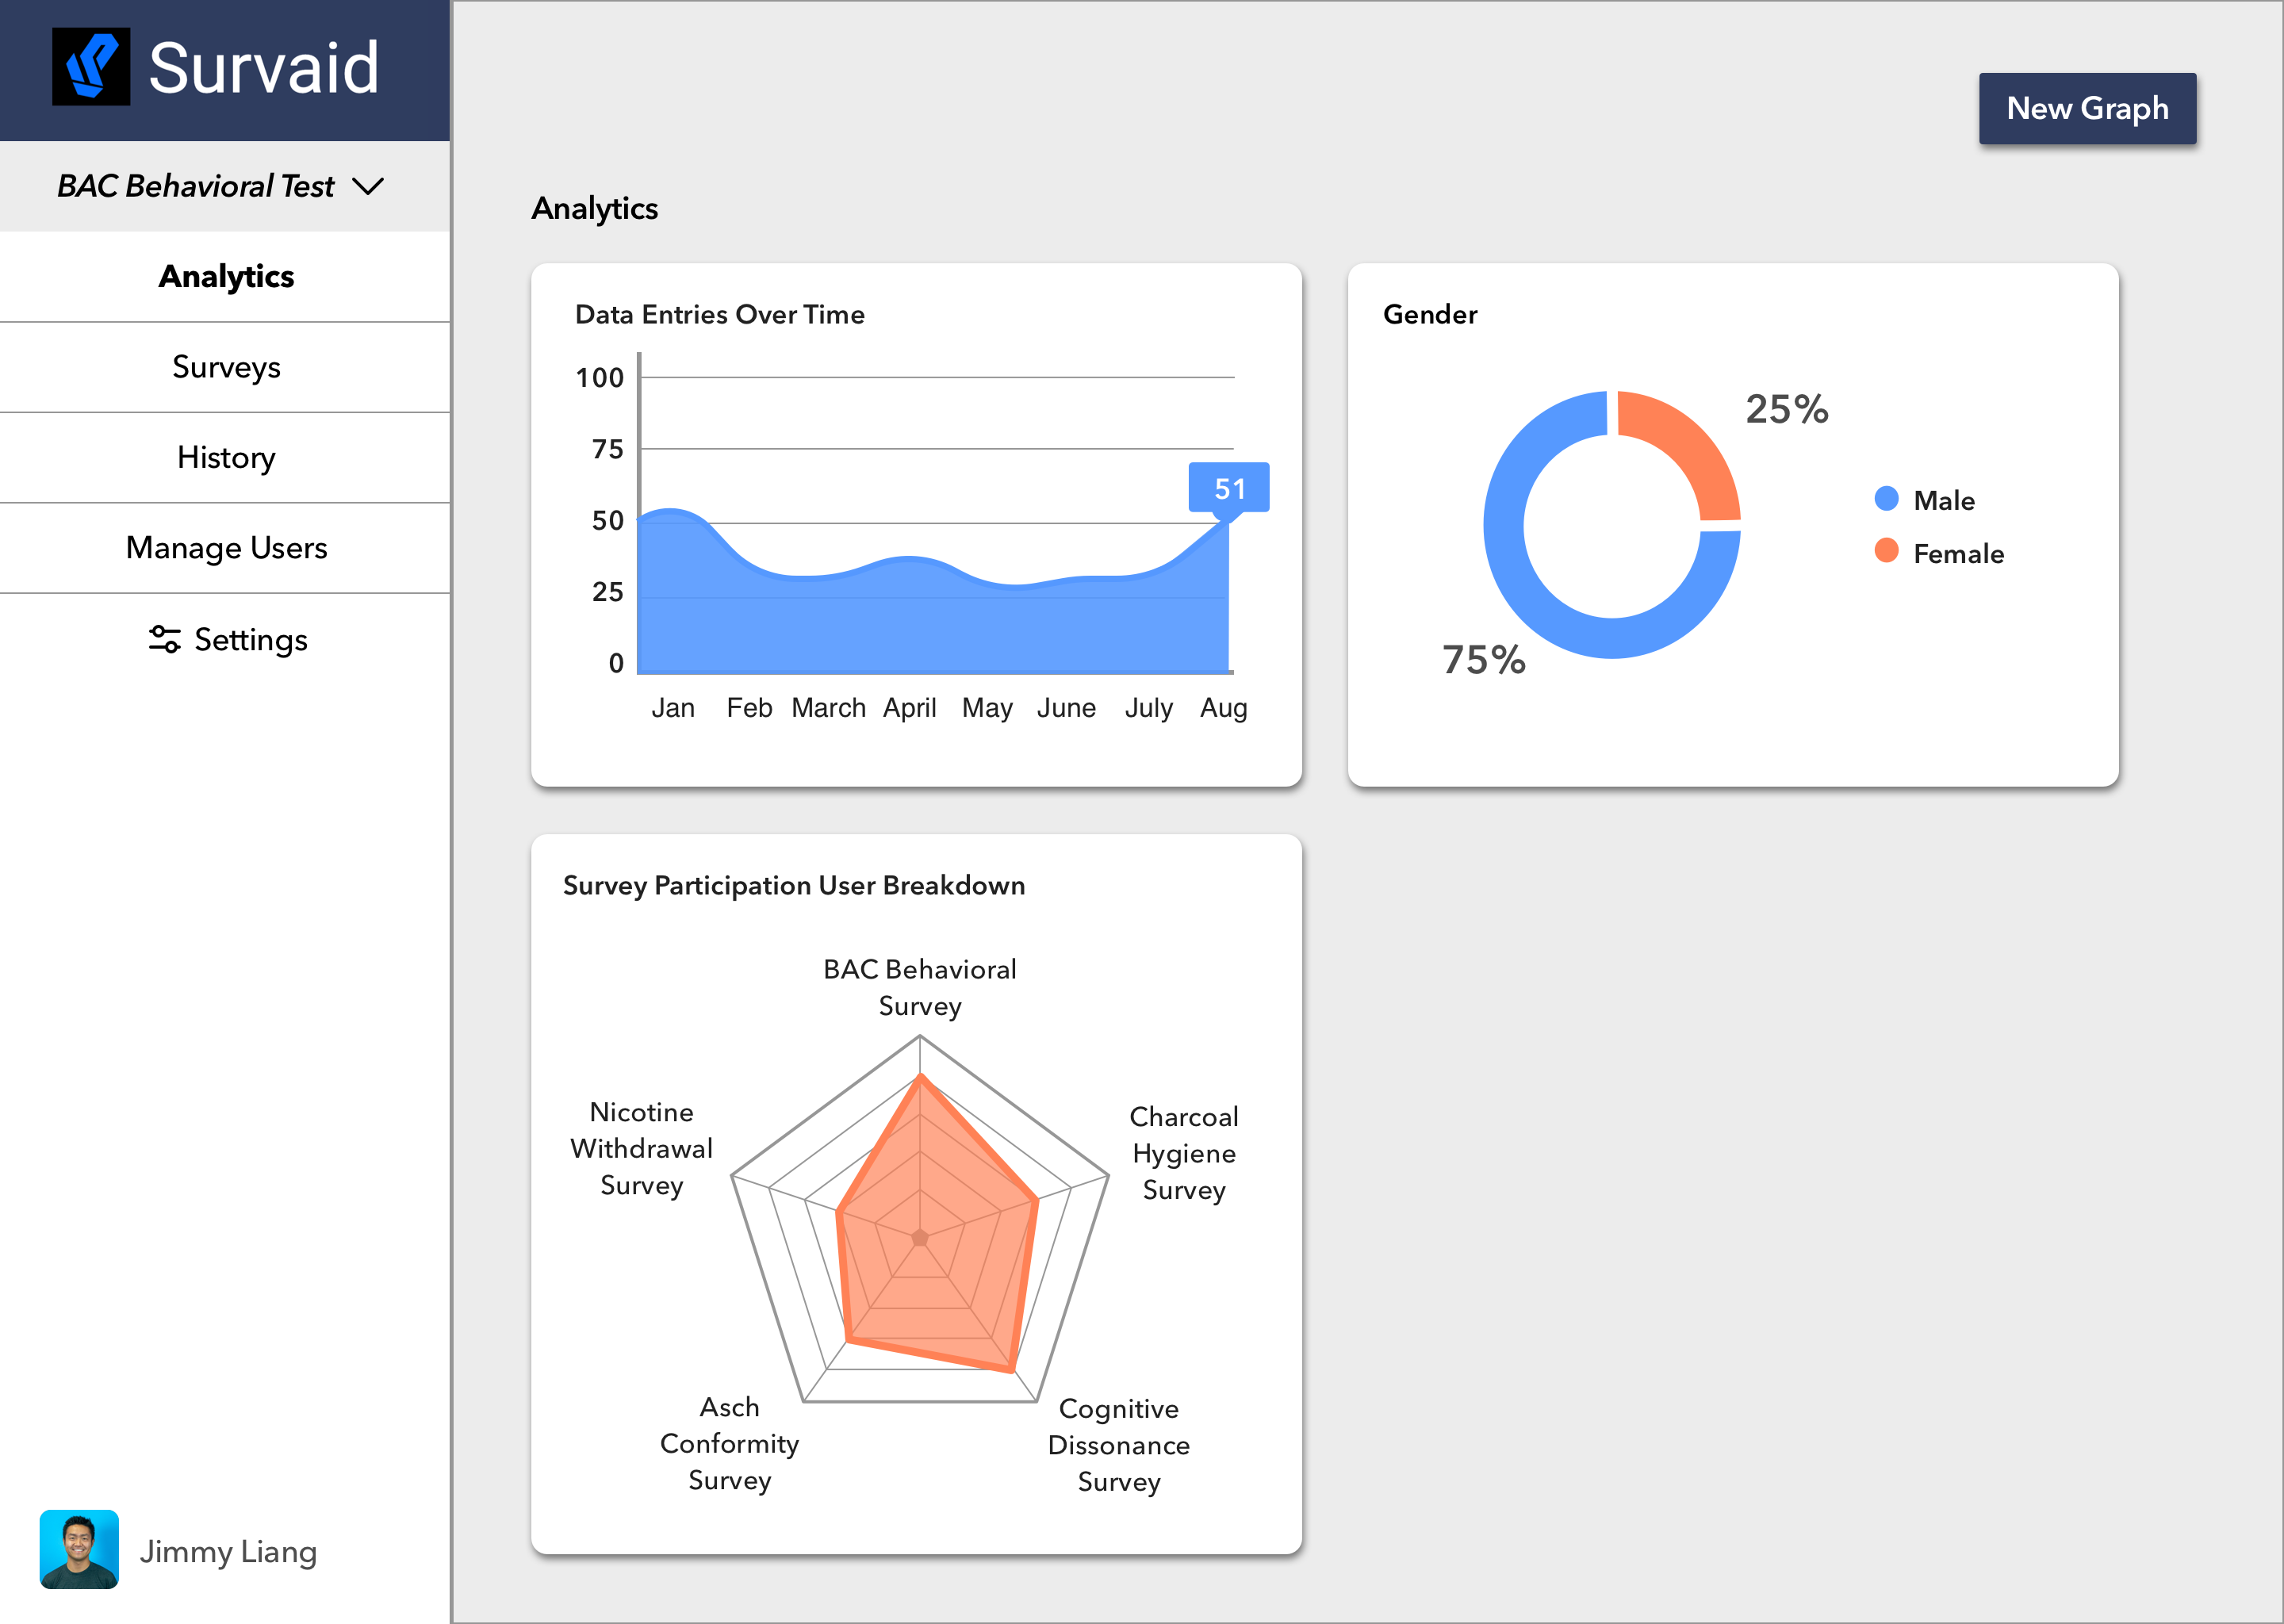 Survaid
BAC Behavioral Test
Analytics
Surveys
History
Manage Users
Settings
Jimmy Liang
New Graph
Analytics
Data Entries Over Time
100
75
50
25
0
51
Jan Feb March April May June July Aug
Gender
25%
75%
Male
Female
Survey Participation User Breakdown
BAC Behavioral
Survey
Charcoal
Hygiene
Survey
Cognitive
Dissonance
Survey
Asch
Conformity
Survey
Nicotine
Withdrawal
Survey